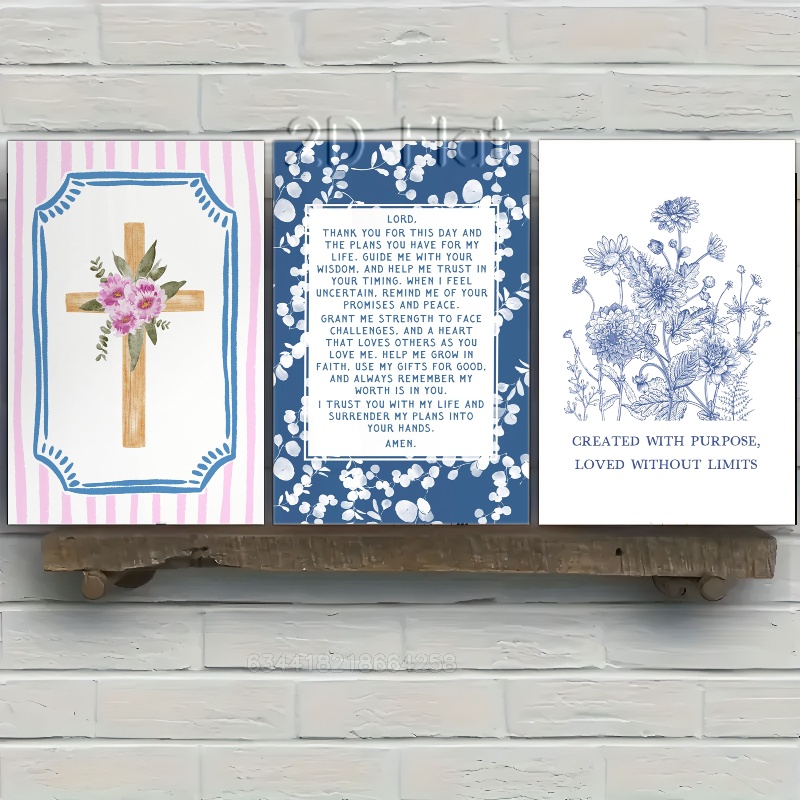 2D Flat
LORD,
THANK YOU FOR THIS DAY AND
THE PLANS YOU HAVE FOR MY
LIFE. GUIDE ME WITH YOUR
WISDOM, AND HELP ME TRUST IN
YOUR TIMING. WHEN I FEEL
UNCERTAIN, REMIND ME OF YOUR
PROMISES AND PEACE.
GRANT ME STRENGTH TO FACE
CHALLENGES, AND A HEART
THAT LOVES OTHERS AS YOU
LOVE ME. HELP ME GROW IN
FAITH, USE MY GIFTS FOR GOOD,
AND ALWAYS REMEMBER MY
WORTH IS IN YOU.
I TRUST YOU WITH MY LIFE AND
SURRENDER MY PLANS INTO
YOUR HANDS.
AMEN.
CREATED WITH PURPOSE,
LOVED WITHOUT LIMITS
634418218664258